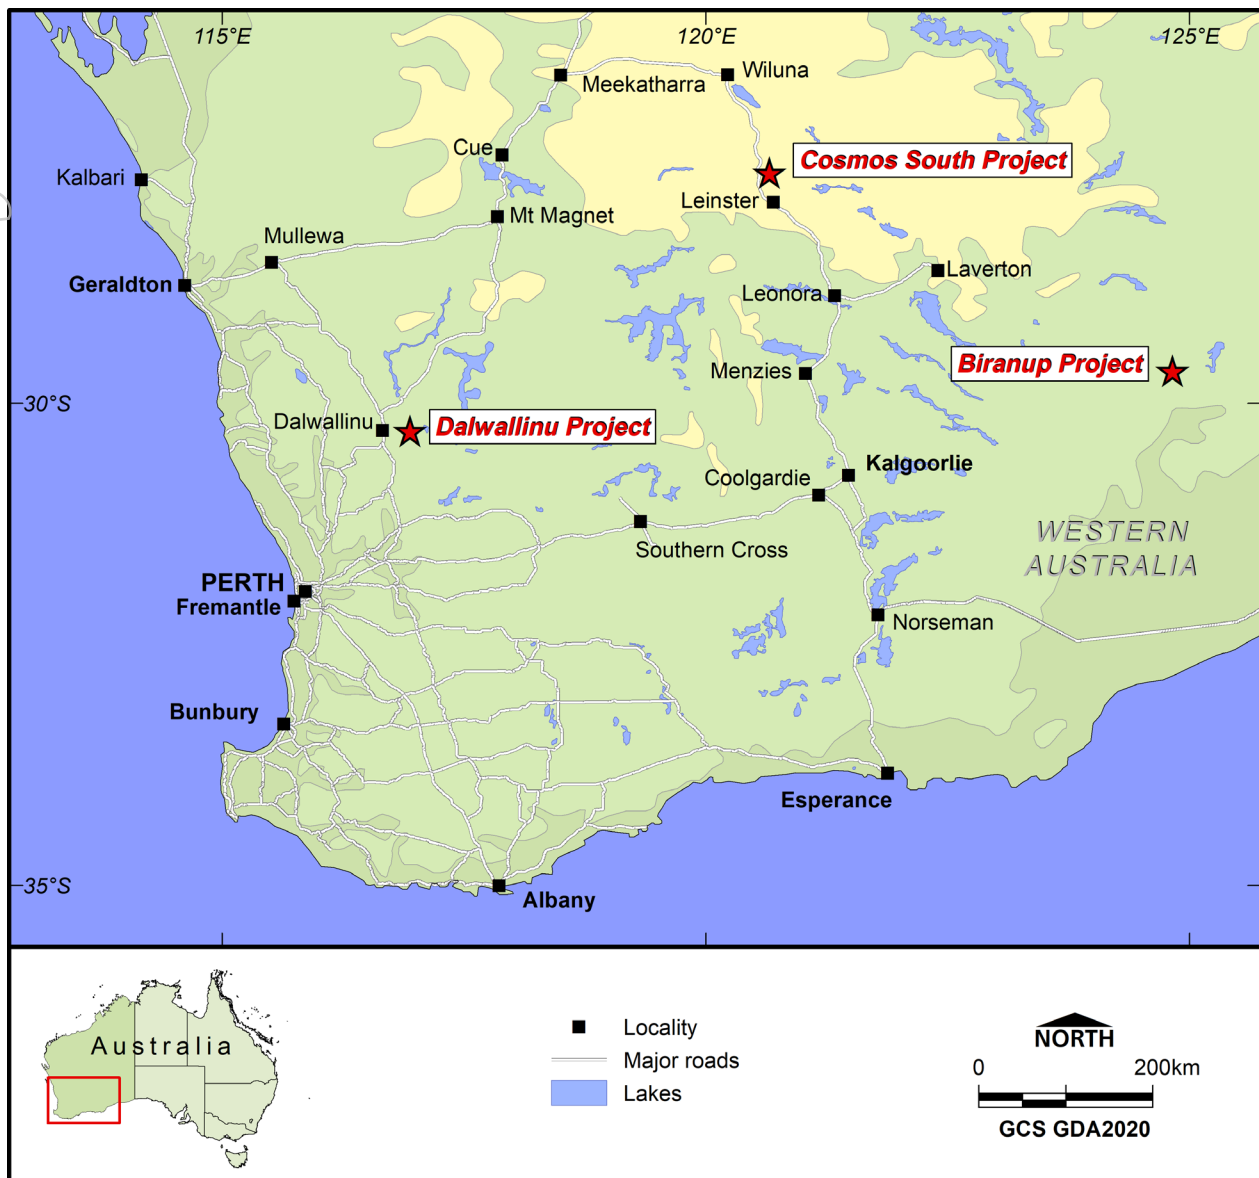 115°E
120°E
125°E
Meekatharra
Wiluna
Cue
Cosmos South Project
Kalbari
Leinster
Mt Magnet
Mullewa
Laverton
Geraldton
Leonora
Biranup Project
Menzies
30°S
Dalwallinu
Dalwallinu Project
Kalgoorlie
Coolgardie
WESTERN
AUSTRALIA
Southern Cross
PERTH
Fremantle
Norseman
Bunbury
Esperance
35°S
Albany
Australia
Locality
Major roads
Lakes
NORTH
0 200km
GCS GDA2020